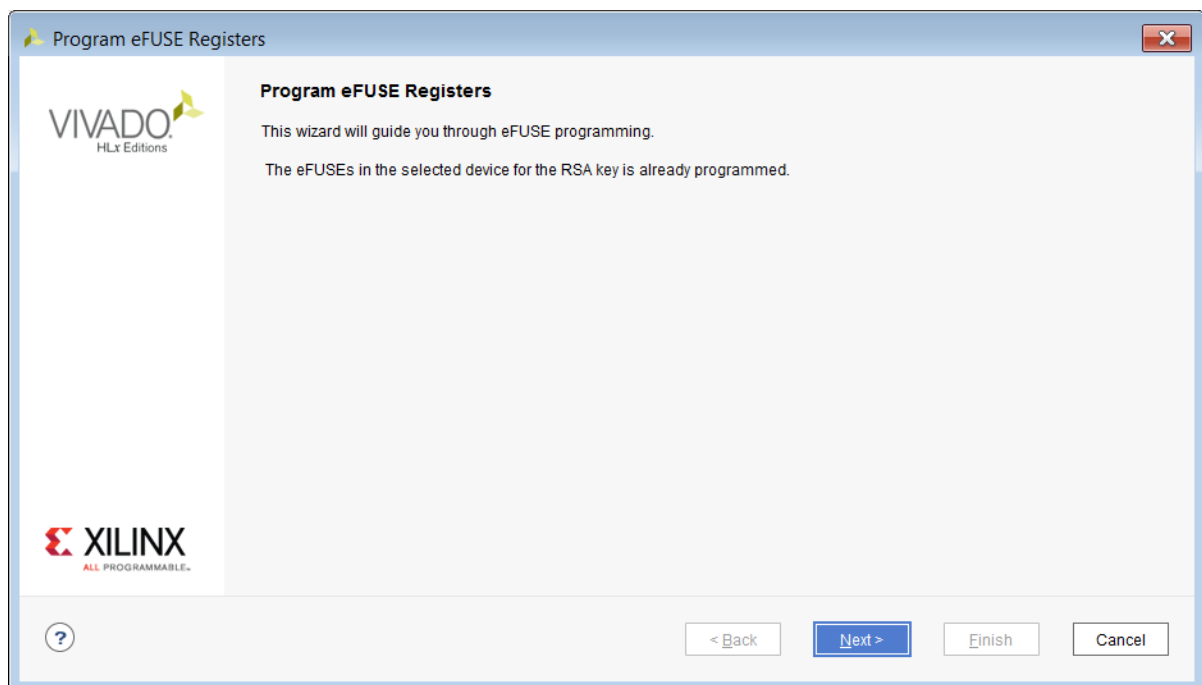 Program eFUSE Registers
VIVADO.
HLx Editions
Program eFUSE Registers
This wizard will guide you through eFUSE programming.
The eFUSEs in the selected device for the RSA key is already programmed.
XILINX
ALL PROGRAMMABLE™
?
< Back
Next >
Finish
Cancel